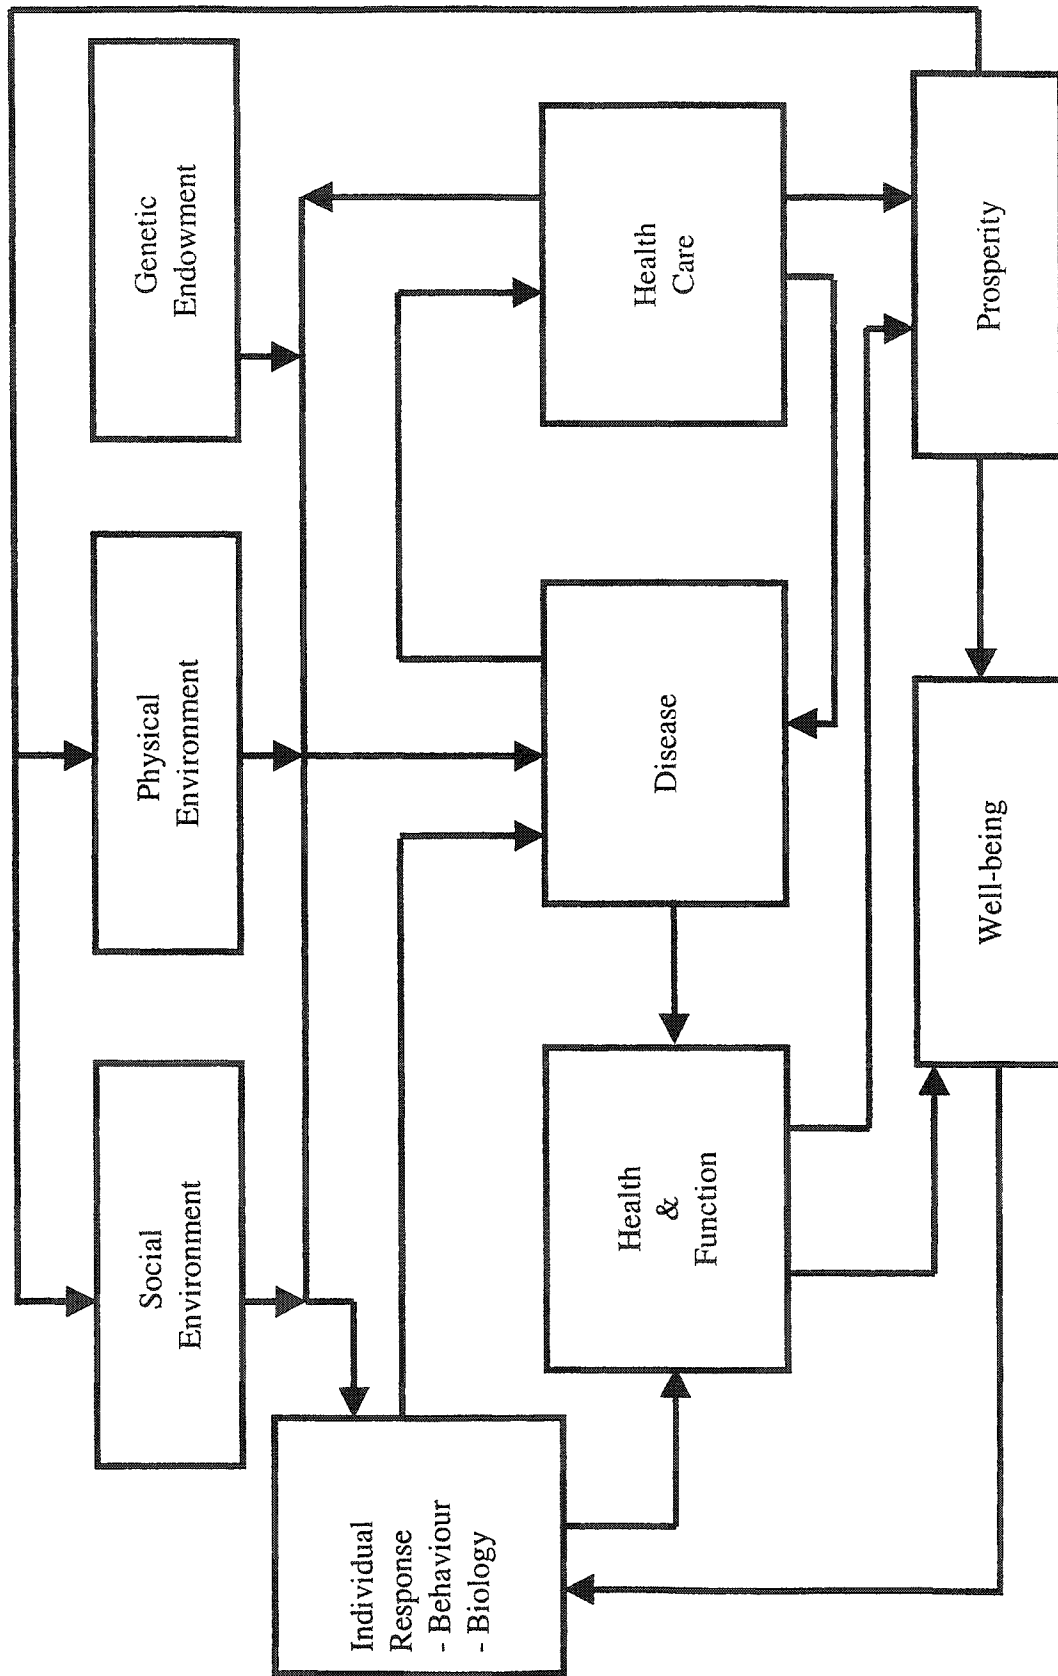 Social
Environment
Physical
Environment
Genetic
Endowment
Individual
Response
- Behaviour
- Biology
Health
&
Function
Disease
Health
Care
Well-being
Prosperity